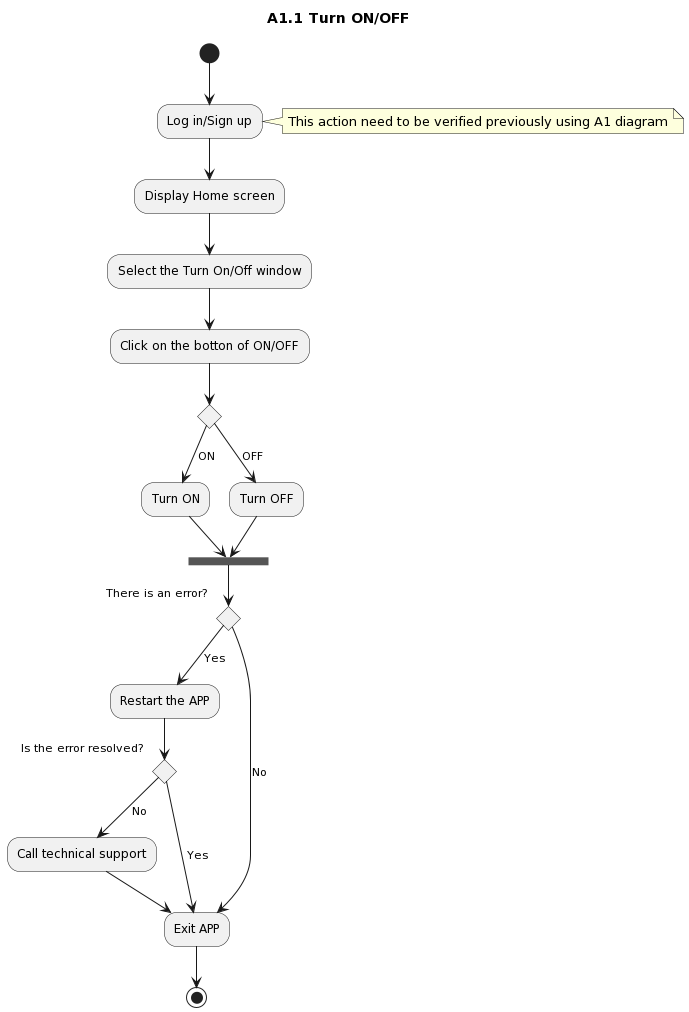 A1.1 Turn ON/OFF
Log in/Sign up
This action need to be verified previously using A1 diagram
Display Home screen
Select the Turn On/Off window
Click on the botton of ON/OFF
ON
OFF
Turn ON
Turn OFF
There is an error?
Yes
Restart the APP
Is the error resolved?
No
No
Call technical support
Yes
Exit APP